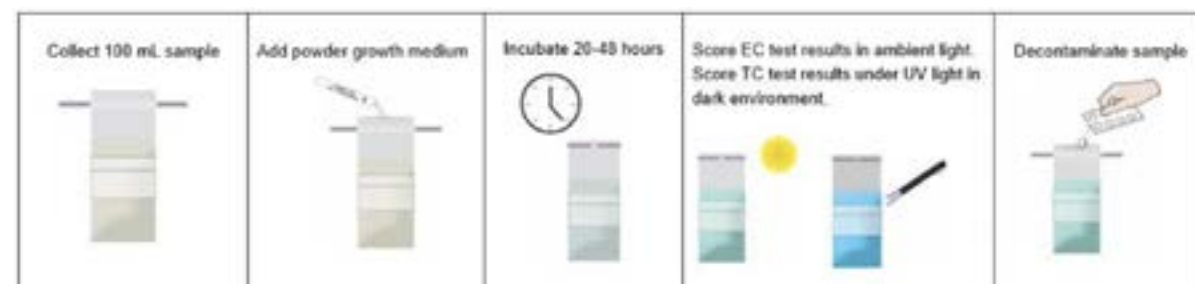 Collect 100 mL sample
Add powder growth medium
Incubate 20-48 hours
Score EC test results in ambient light.
Score TC test results under UV light in
dark environment.
Decontaminate sample